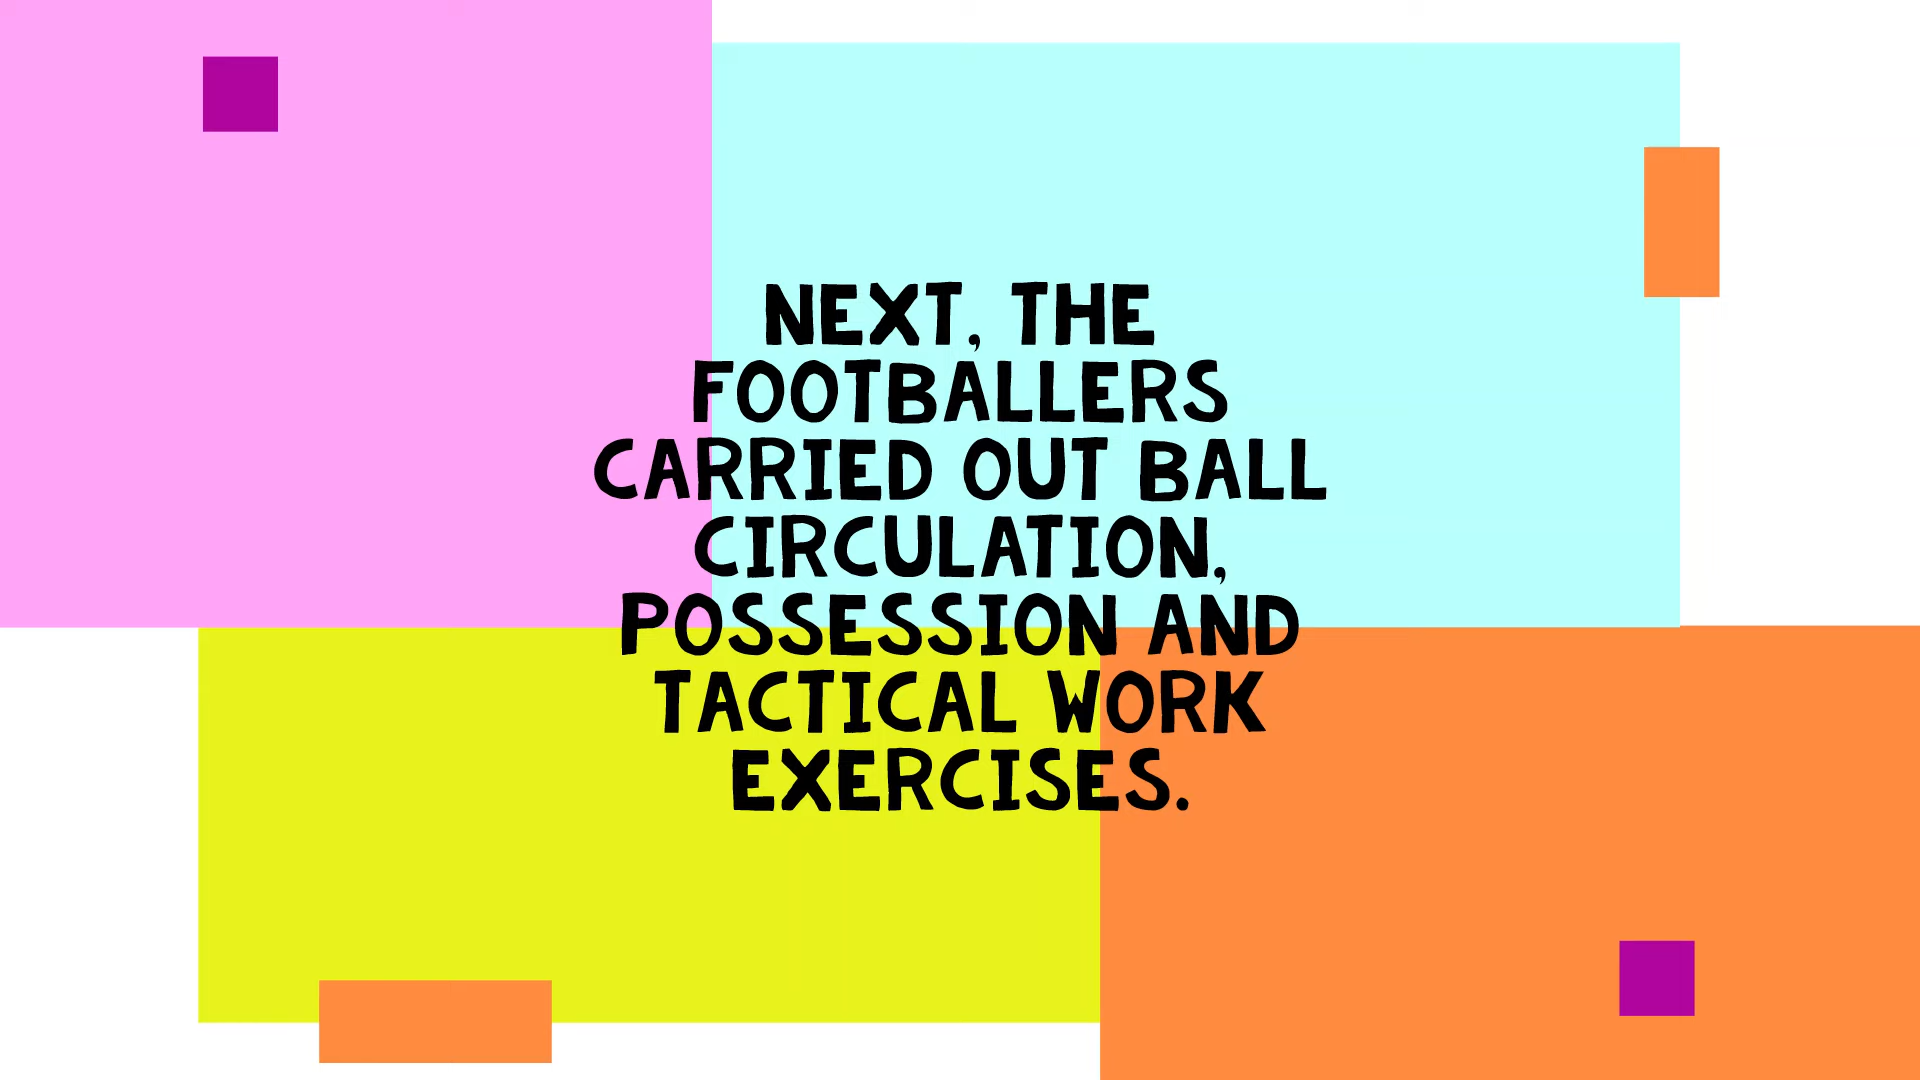 NEXT, THE
FOOTBALLERS
CARRIED OUT BALL
CIRCULATION,
POSSESSION AND
TACTICAL WORK
EXERCISES.